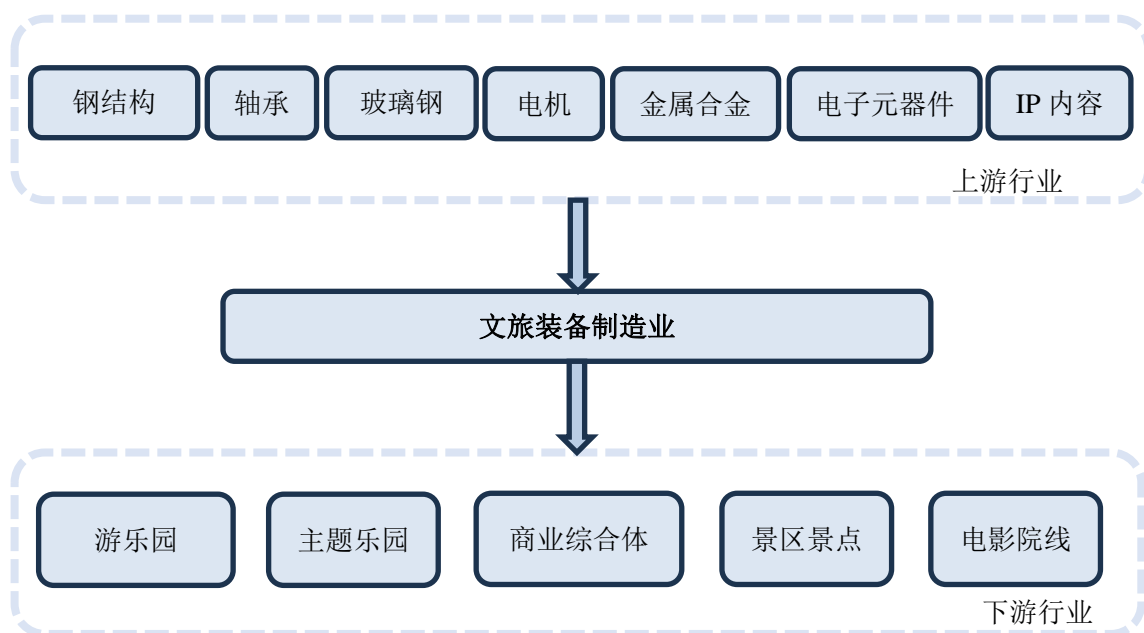 钢结构 轴承 玻璃钢 电机 金属合金 电子元器件 IP 内容
上游行业
文旅装备制造业
游乐园 主题乐园 商业综合体 景区景点 电影院线
下游行业